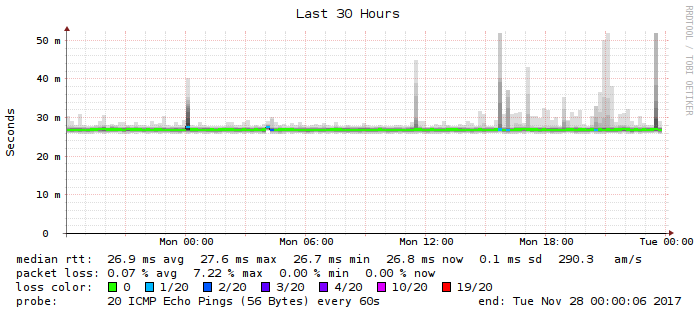 Last 30 Hours
RRDTOOL / TOBI OETIKER
Seconds
50 m
40 m
30 m
20 m
10 m
0
Mon 00:00 Mon 06:00 Mon 12:00 Mon 18:00 Tue 00:00
median rtt: 26.9 ms avg 27.6 ms max 26.7 ms min 26.8 ms now 0.1 ms sd 290.3 am/s
packet loss: 0.07 % avg 7.22 % max 0.00 % min 0.00 % now
loss color: 0 1/20 2/20 3/20 4/20 10/20 19/20
probe: 20 ICMP Echo Pings (56 Bytes) every 60s end: Tue Nov 28 00:00:06 2017